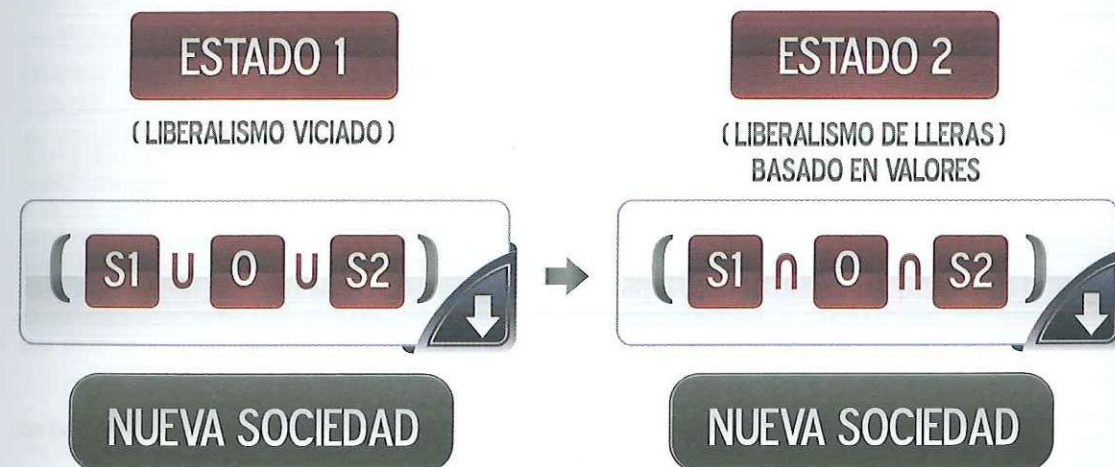 ESTADO 1
(LIBERALISMO VICIADO)
(S1 ∪ O ∪ S2)
NUEVA SOCIEDAD
ESTADO 2
(LIBERALISMO DE LLERAS)
BASADO EN VALORES
(S1 ∩ O ∩ S2)
NUEVA SOCIEDAD